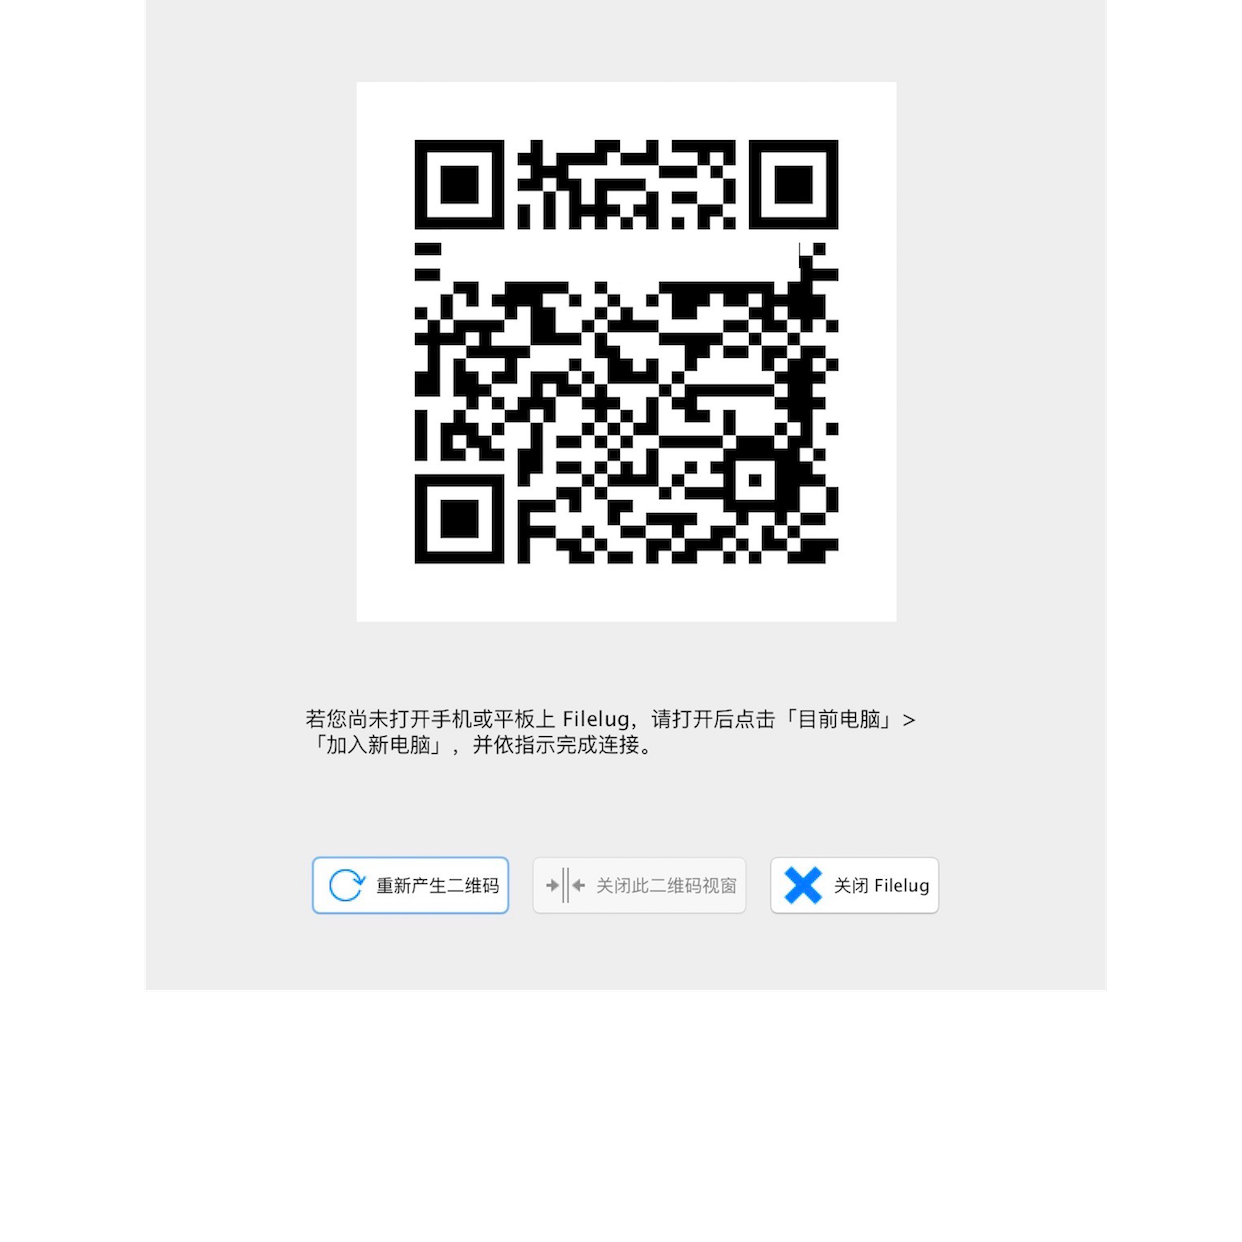 若您尚未打开手机或平板上 Filelug，请打开后点击「目前电脑」>
「加入新电脑」，并依指示完成连接。
重新产生二维码
关闭此二维码视窗
关闭 Filelug